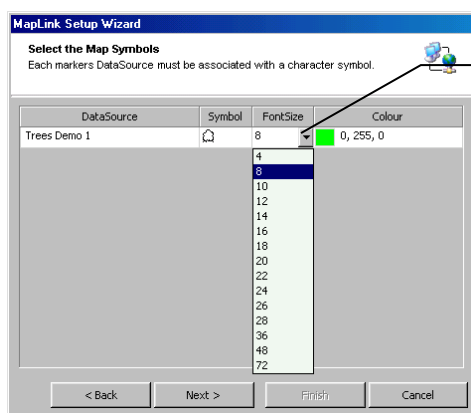 MapLink Setup Wizard
Select the Map Symbols
Each markers DataSource must be associated with a character symbol.
DataSource Symbol FontSize Colour
Trees Demo 1 8 0, 255, 0
4
8
10
12
14
16
18
20
22
24
26
28
36
48
72
< Back Next > Finish Cancel